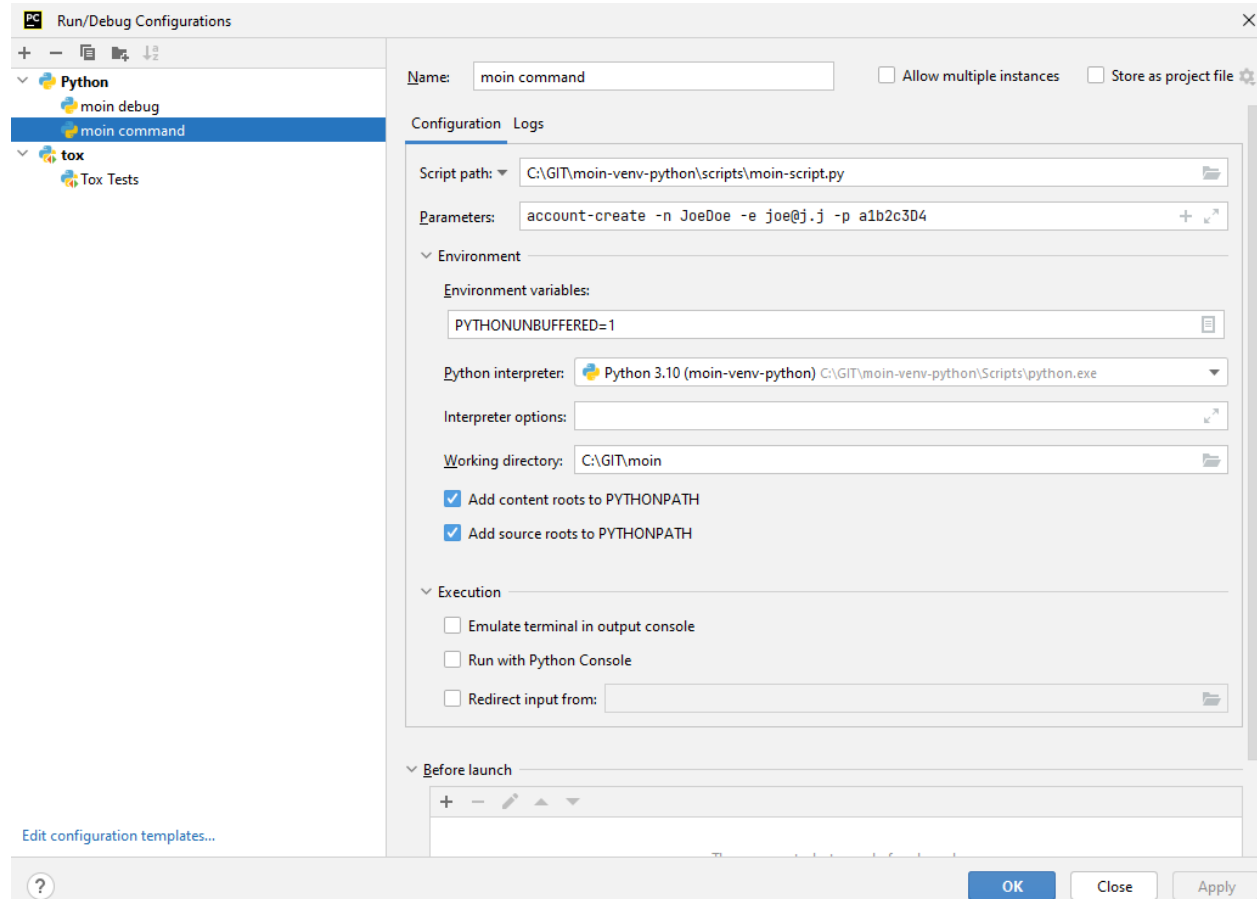 PC Run/Debug Configurations
Python
moin debug
moin command
tox
Tox Tests
Edit configuration templates...
Name: moin command Allow multiple instances Store as project file
Configuration Logs
Script path: C:\GIT\moin-venv-python\scripts\moin-script.py
Parameters: account-create -n JoeDoe -e joe@j.j -p a1b2c3D4
Environment
Environment variables:
PYTHONUNBUFFERED=1
Python interpreter: Python 3.10 (moin-venv-python) C:\GIT\moin-venv-python\Scripts\python.exe
Interpreter options:
Working directory: C:\GIT\moin
Add content roots to PYTHONPATH
Add source roots to PYTHONPATH
Execution
Emulate terminal in output console
Run with Python Console
Redirect input from:
Before launch
? OK Close Apply